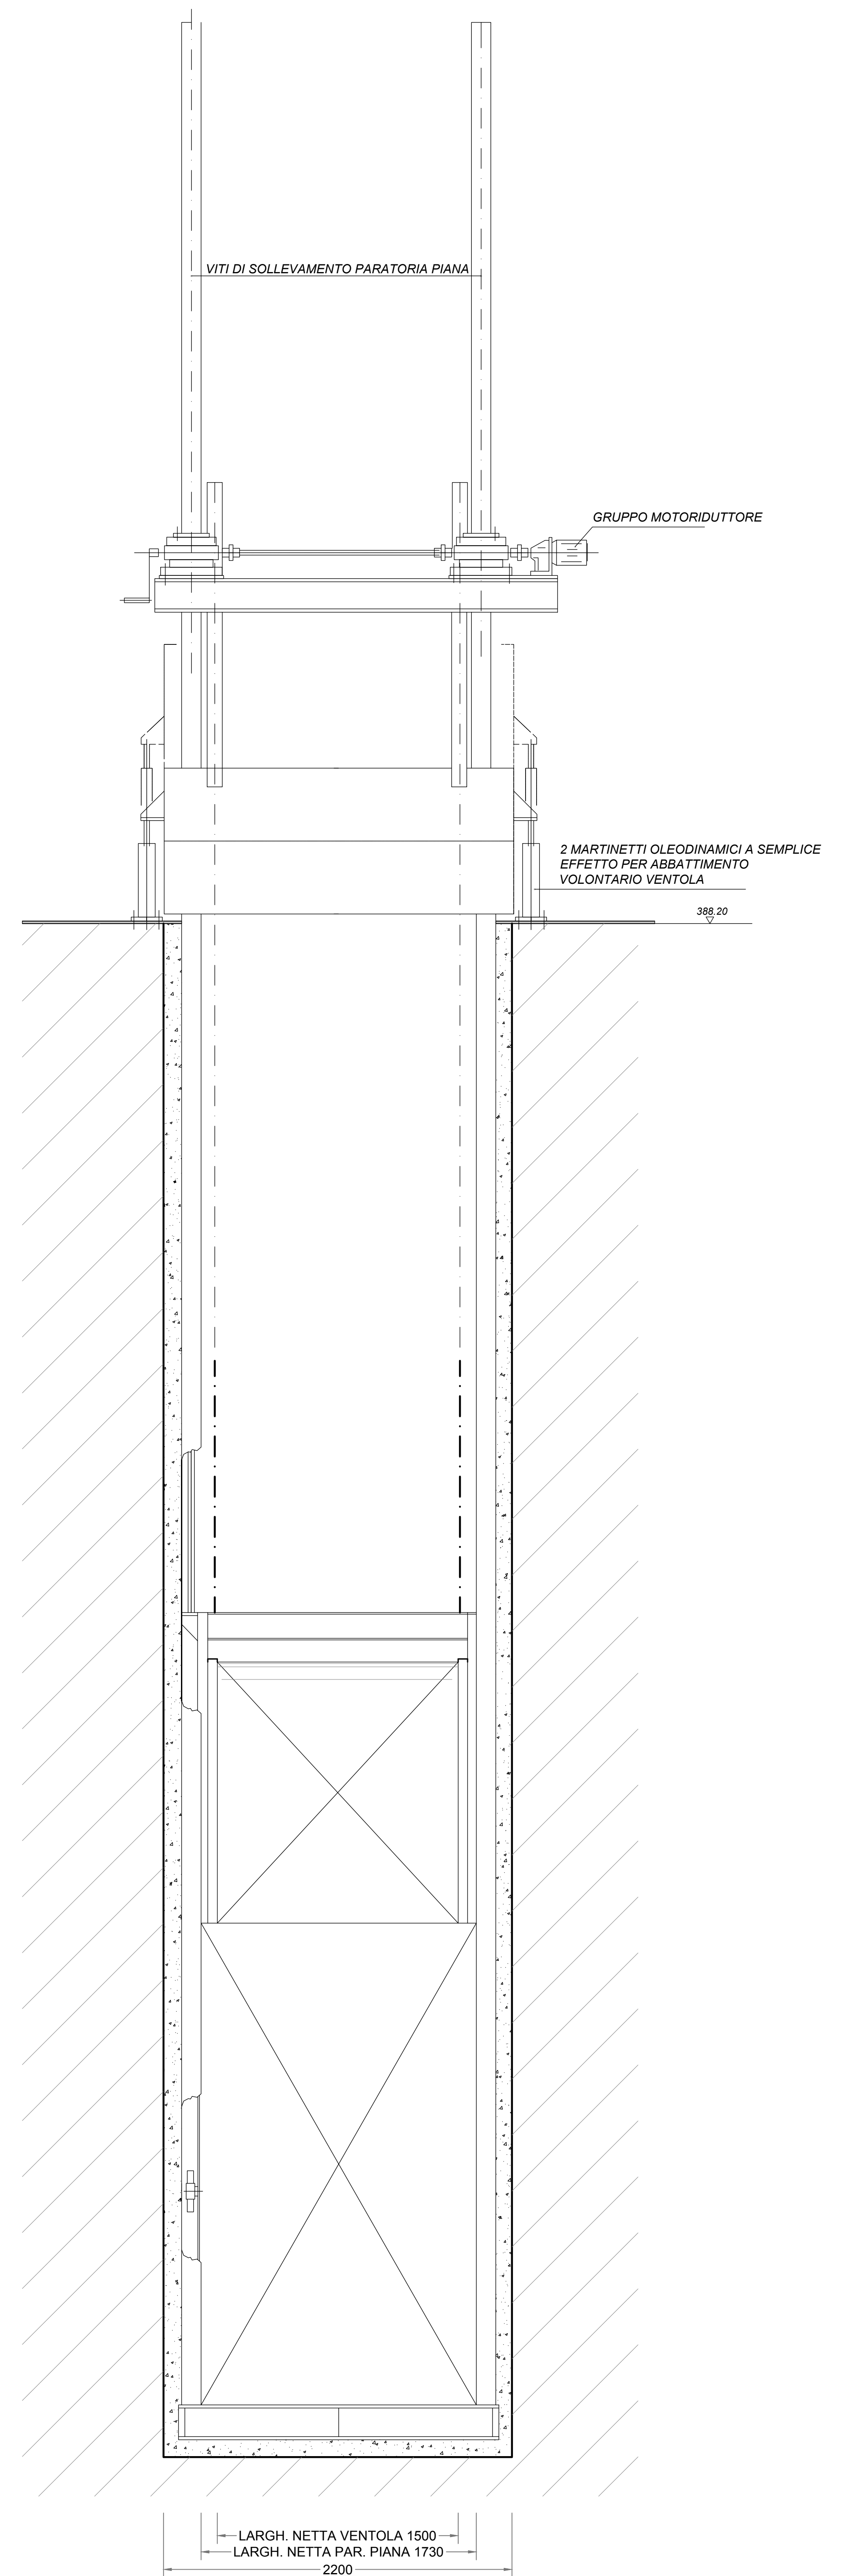 VITI DI SOLLEVAMENTO PARATORIA PIANA
GRUPPO MOTORIDUTTORE
2 MARTINETTI OLEODINAMICI A SEMPLICE
EFFETTO PER ABBATTIMENTO
VOLONTARIO VENTOLA
388.20
LARGH. NETTA VENTOLA 1500
LARGH. NETTA PAR. PIANA 1730
2200